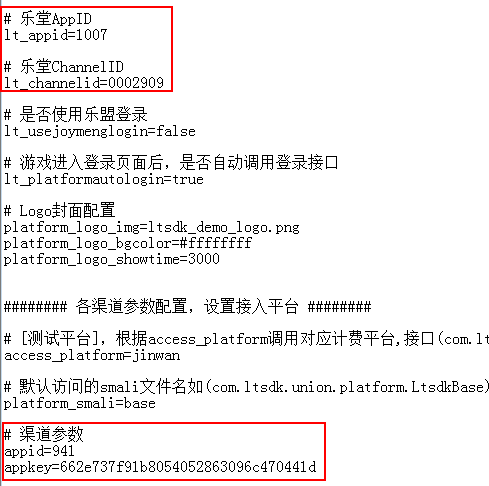 # 乐堂AppID
lt_appid=1007
# 乐堂ChannelID
lt_channelid=0002909
# 是否使用乐盟登录
lt_usejoymenglogin=false
# 游戏进入登录页面后，是否自动调用登录接口
lt_platformautologin=true
# Logo封面配置
platform_logo_img=ltsdk_demo_logo.png
platform_logo_bgcolor=#ffffffff
platform_logo_showtime=3000
######## 各渠道参数配置，设置接入平台 ########
# [测试平台]，根据access_platform调用对应计费平台,接口(com.lt
access_platform=jinwan
# 默认访问的smali文件名如(com.ltsdk.union.platform.LtsdkBase)
platform_smali=base
# 渠道参数
appid=941
appkey=662e737f91b8054052863096c470441d